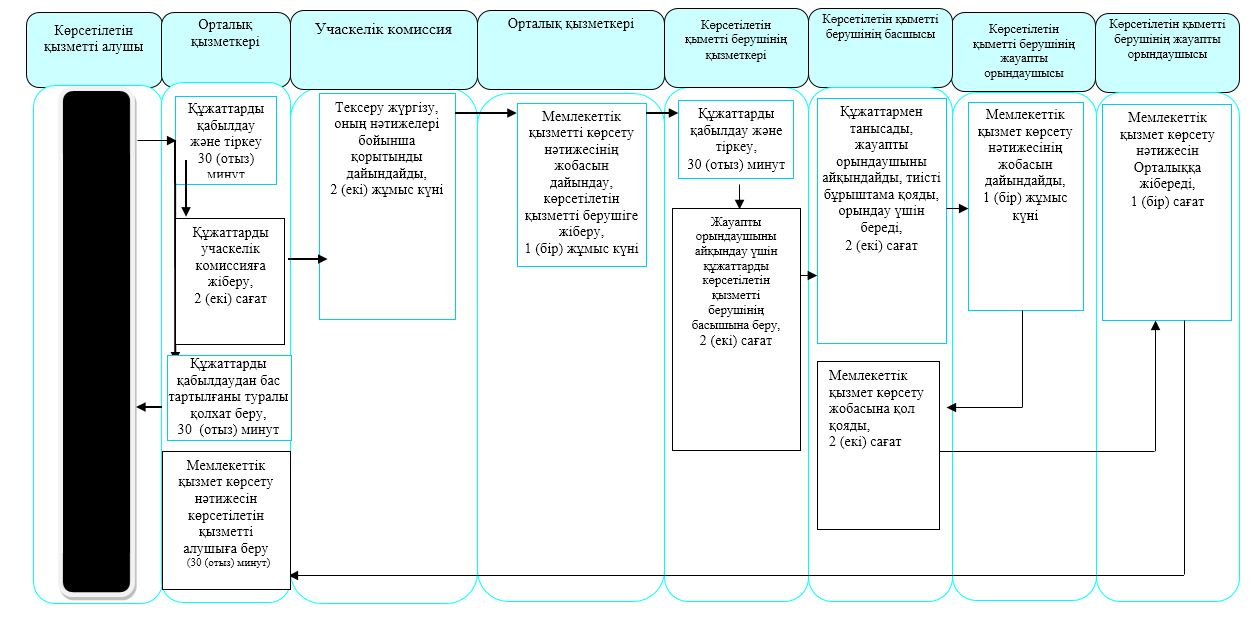 Көрсетілетін
қызметті алушы
Орталық
қызметкері
Учаскелік комиссия
Орталық қызметкері
Көрсетілетін
қыметті берушінің
қызметкері
Көрсетілетін қыметті
берушінің басшысы
Көрсетілетін
қыметті берушінің
жауапты
орындаушысы
Көрсетілетін қыметті
берушінің жауапты
орындаушысы
Құжаттарды
қабылдау
және тіркеу
30 (отыз)
минут
Құжаттарды
учаскелік
комиссияға
жіберу,
2 (екі) сағат
Құжаттарды
қабылдаудан бас
тартылғаны туралы
қолхат беру,
30 (отыз) минут
Мемлекеттік
қызмет көрсету
нәтижесін
көрсетілетін
қызметті
алушыға беру
(30 (отыз) минут)
Тексеру жүргізу,
оның нәтижелері
бойынша
қорытынды
дайындайды,
2 (екі) жұмыс күні
Мемлекеттік
қызметті көрсету
нәтижесінің
жобасын
дайындау,
көрсетілетін
қызметті берушіге
жіберу,
1 (бір) жұмыс күні
Құжаттарды
қабылдау және
тіркеу,
30 (отыз) минут
Жауапты
орындаушыны
айқындау үшін
құжаттарды
көрсетілетін
қызметті
берушінің
басышына беру,
2 (екі) сағат
Құжаттармен
танысады,
жауапты
орындаушыны
айқындайды, тиісті
бұрыштама қояды,
орындау үшін
береді,
2 (екі) сағат
Мемлекеттік
қызмет көрсету
жобасына қол
қояды,
2 (екі) сағат
Мемлекеттік
қызмет көрсету
нәтижесінің
жобасын
дайындайды,
1 (бір) жұмыс
күні
Мемлекеттік
қызмет көрсету
нәтижесін
Орталыққа
жібереді,
1 (бір) сағат